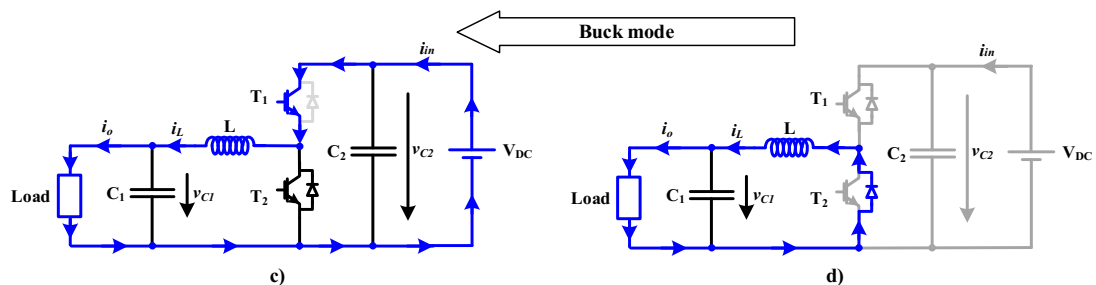 Buck mode
i_in
T₁
i_o
i_L
L
C₂
v_C2
V_DC
Load
C₁
v_C1
T₂
c)
i_in
T₁
i_o
i_L
L
C₂
v_C2
V_DC
Load
C₁
v_C1
T₂
d)